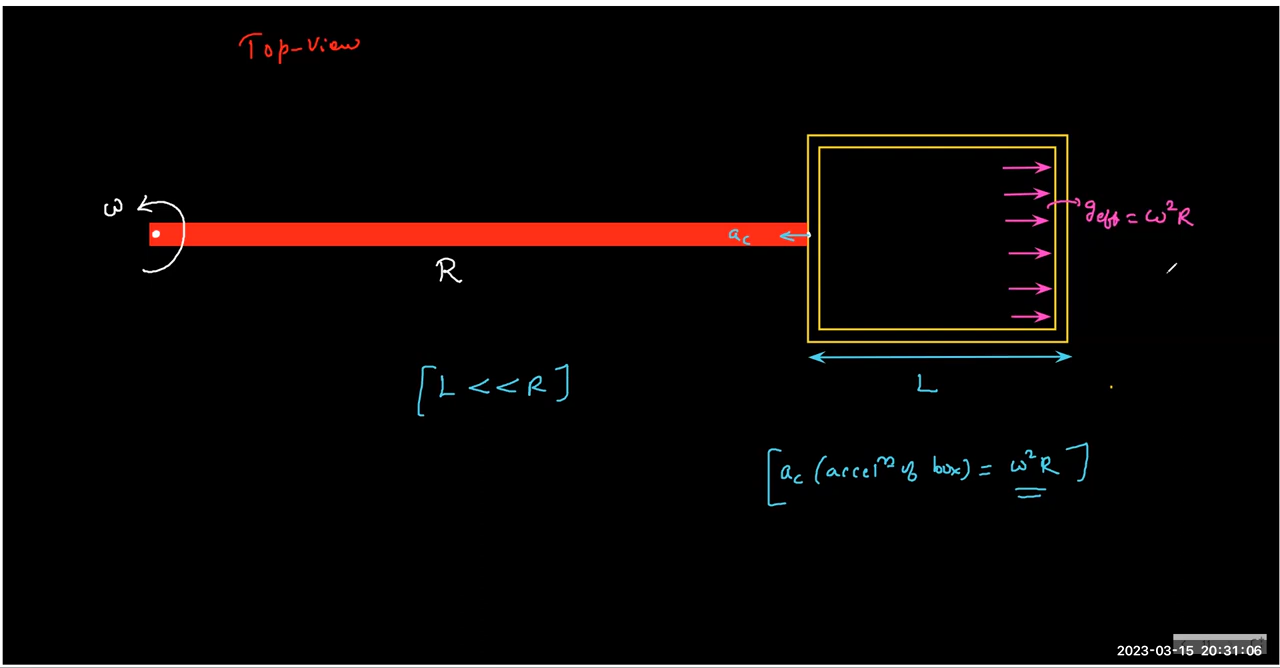 Top-View
ω
a_c
g_eff = ω²R
R
[L << R]
L
[a_c (accelⁿ of box) = ω²R]
2023-03-15 20:31:06